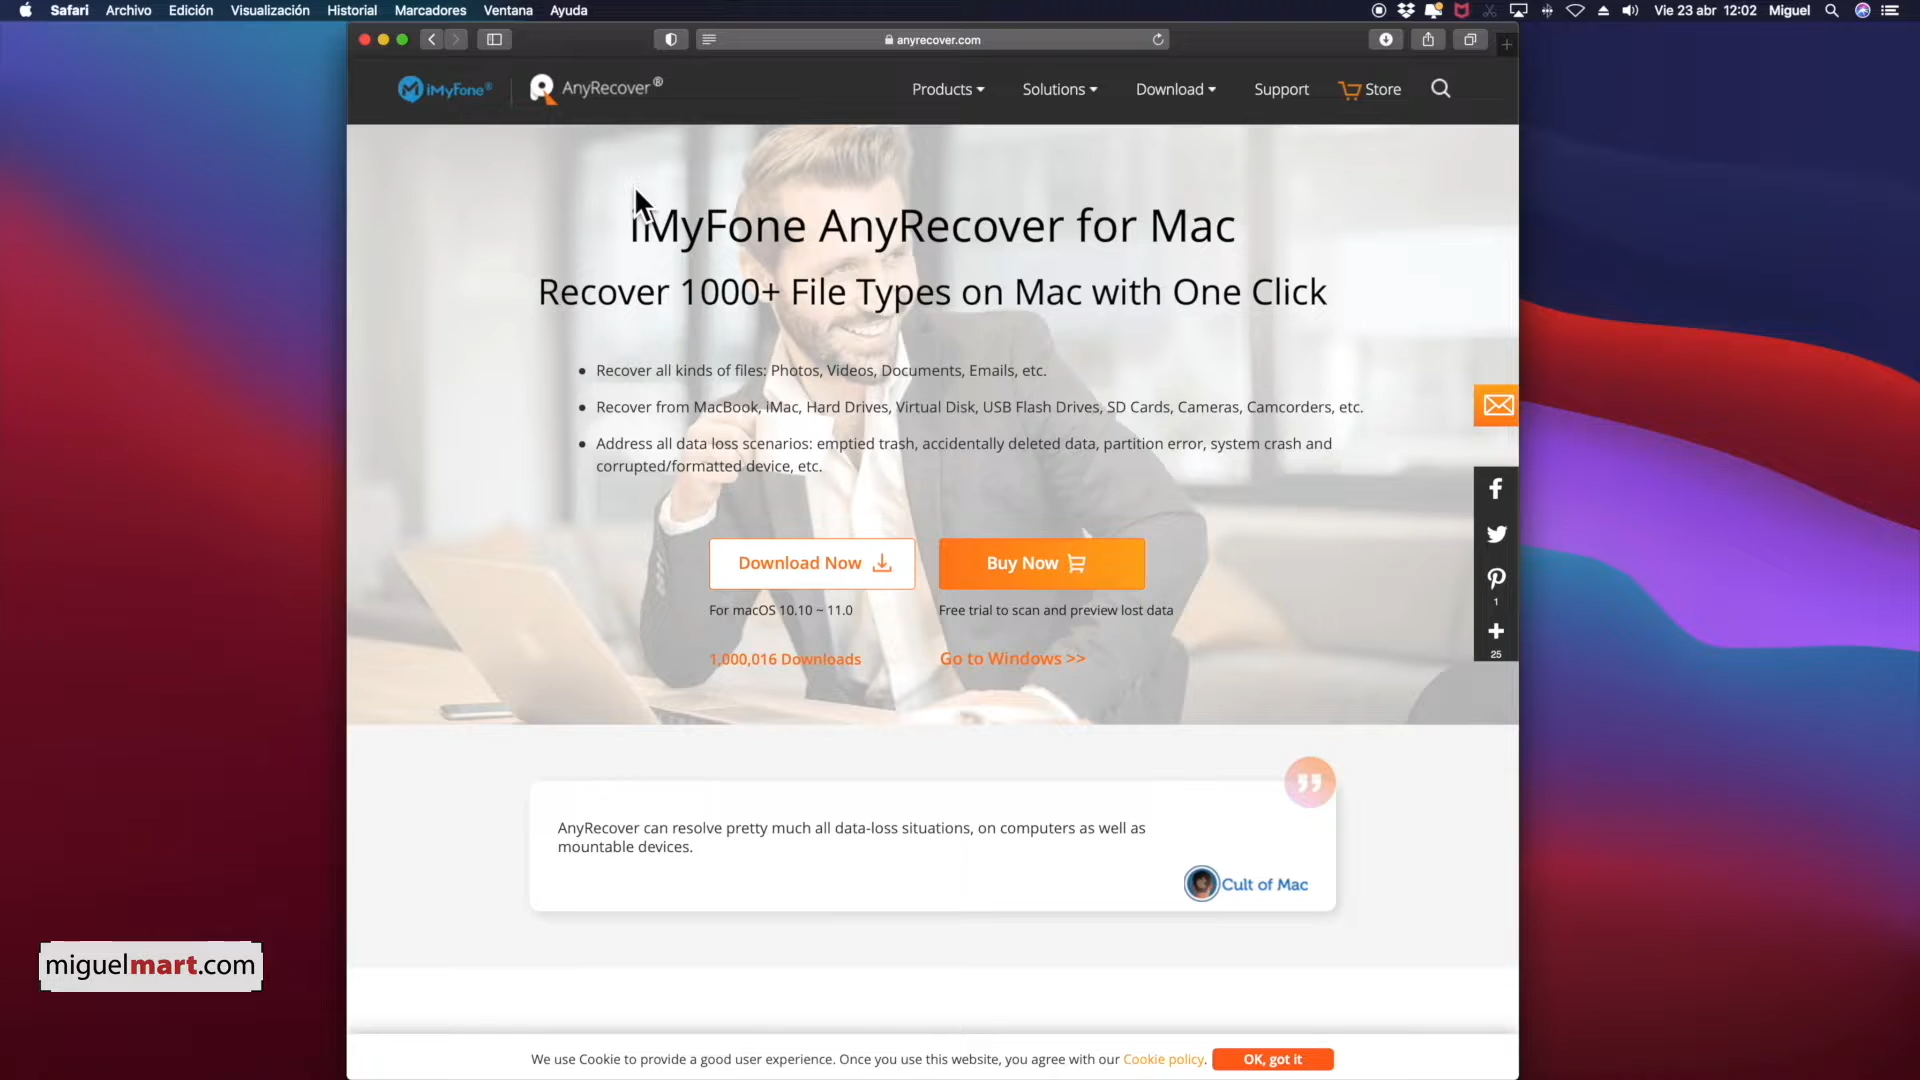 Safari Archivo Edición Visualización Historial Marcadores Ventana Ayuda Vie 23 abr 12:02 Miguel
anyrecover.com
iMyFone® AnyRecover® Products Solutions Download Support Store
iMyFone AnyRecover for Mac
Recover 1000+ File Types on Mac with One Click
• Recover all kinds of files: Photos, Videos, Documents, Emails, etc.
• Recover from MacBook, iMac, Hard Drives, Virtual Disk, USB Flash Drives, SD Cards, Cameras, Camcorders, etc.
• Address all data loss scenarios: emptied trash, accidentally deleted data, partition error, system crash and
corrupted/formatted device, etc.
Download Now Buy Now
For macOS 10.10 ~ 11.0 Free trial to scan and preview lost data
1
1,000,016 Downloads Go to Windows >>
25
AnyRecover can resolve pretty much all data-loss situations, on computers as well as
mountable devices.
Cult of Mac
miguelmart.com
We use Cookie to provide a good user experience. Once you use this website, you agree with our Cookie policy. OK, got it